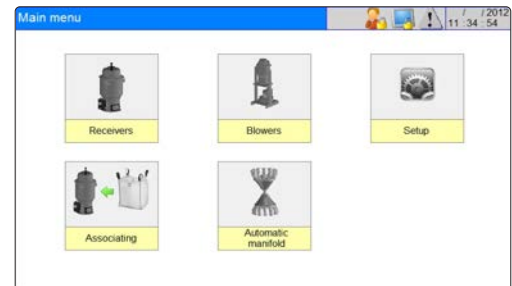 Main menu
/ / 2012
11 : 34 : 54
Receivers
Blowers
Setup
Associating
Automatic
manifold